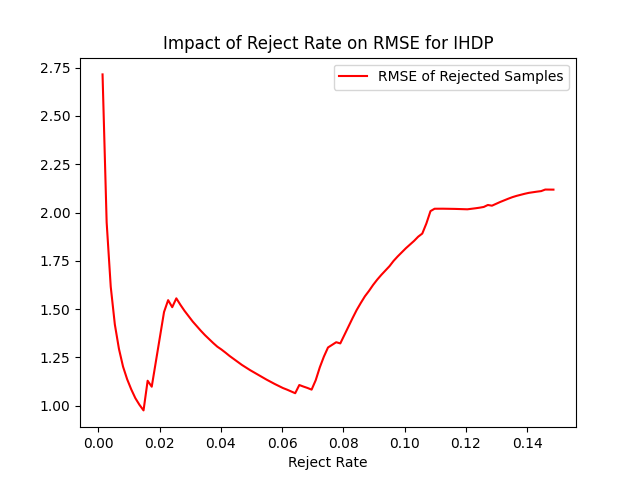 Impact of Reject Rate on RMSE for IHDP
RMSE of Rejected Samples
2.75
2.50
2.25
2.00
1.75
1.50
1.25
1.00
0.00 0.02 0.04 0.06 0.08 0.10 0.12 0.14
Reject Rate